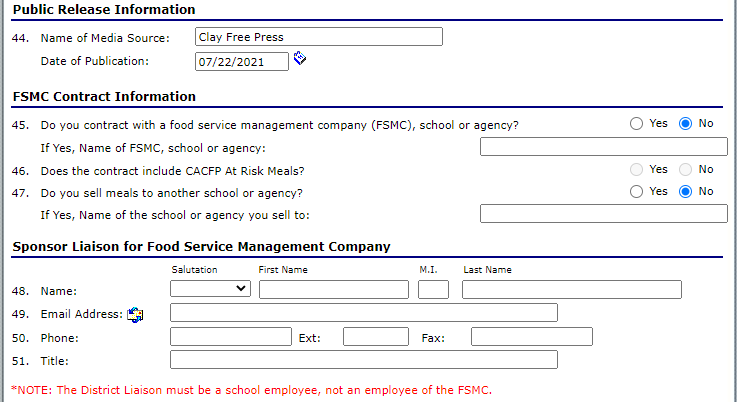 Public Release Information
44. Name of Media Source: Clay Free Press
Date of Publication: 07/22/2021
FSMC Contract Information
45. Do you contract with a food service management company (FSMC), school or agency? Yes No
If Yes, Name of FSMC, school or agency:
46. Does the contract include CACFP At Risk Meals? Yes No
47. Do you sell meals to another school or agency? Yes No
If Yes, Name of the school or agency you sell to:
Sponsor Liaison for Food Service Management Company
Salutation First Name M.I. Last Name
48. Name:
49. Email Address:
50. Phone: Ext: Fax:
51. Title:
*NOTE: The District Liaison must be a school employee, not an employee of the FSMC.